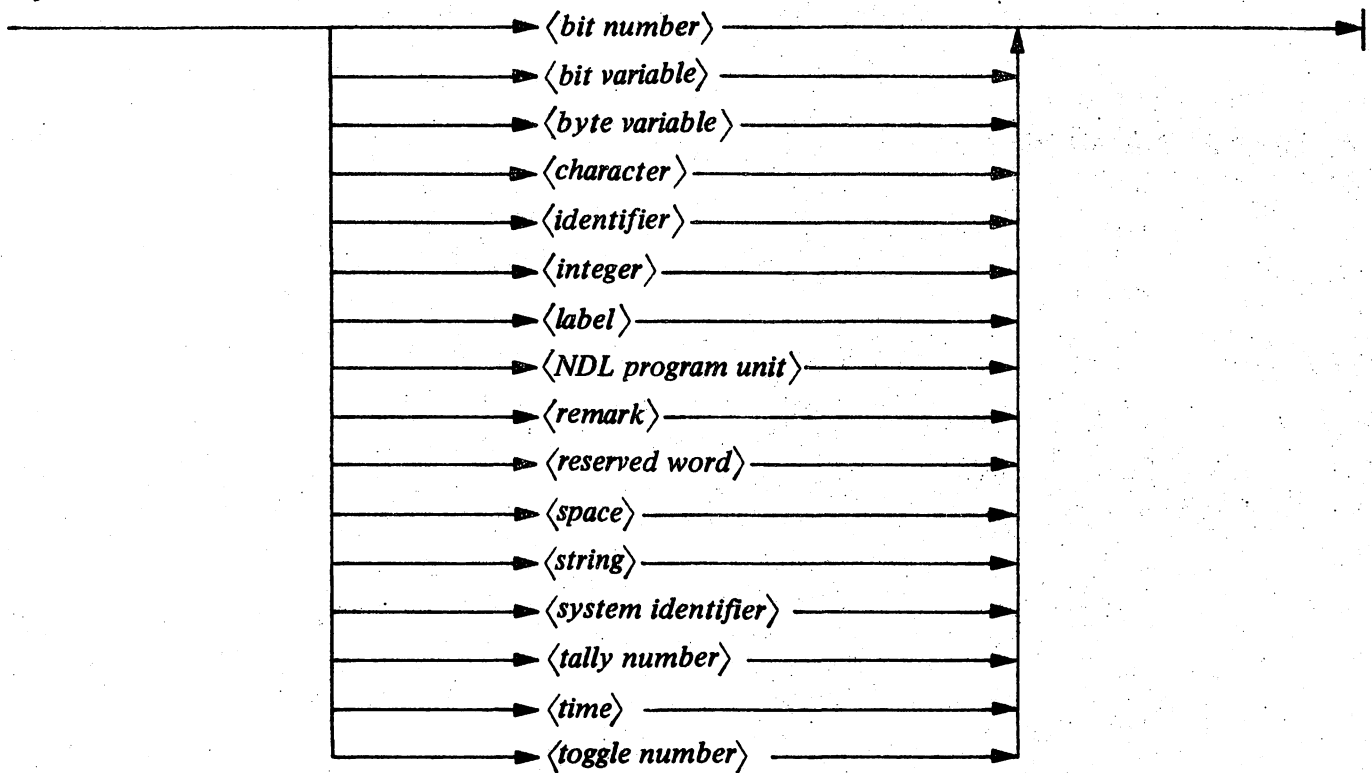 ⟨bit number⟩
⟨bit variable⟩
⟨byte variable⟩
⟨character⟩
⟨identifier⟩
⟨integer⟩
⟨label⟩
⟨NDL program unit⟩
⟨remark⟩
⟨reserved word⟩
⟨space⟩
⟨string⟩
⟨system identifier⟩
⟨tally number⟩
⟨time⟩
⟨toggle number⟩